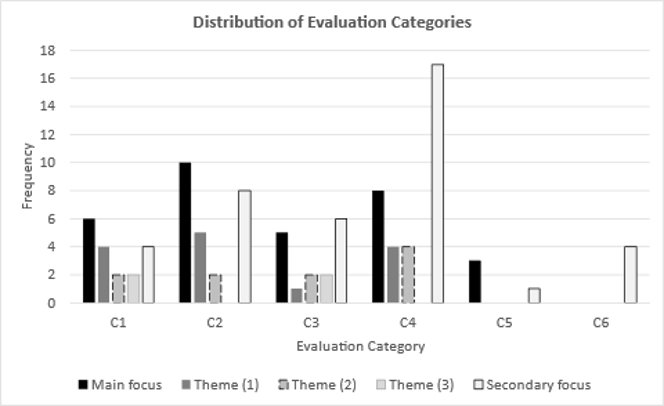 Distribution of Evaluation Categories
18
16
14
12
10
8
6
4
2
0
Frequency
C1 C2 C3 C4 C5 C6
Evaluation Category
Main focus Theme (1) Theme (2) Theme (3) Secondary focus